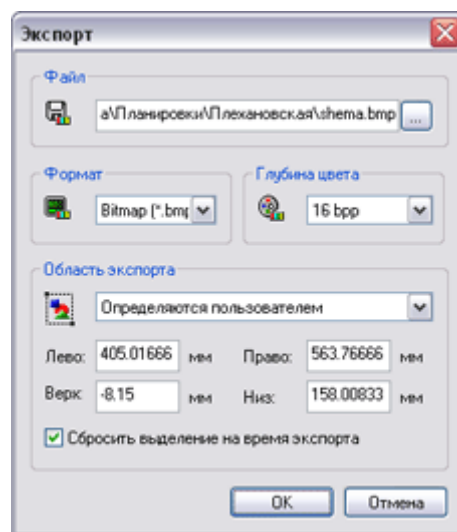 Экспорт
Файл
а\Планировки\Плехановская\shema.bmp ...
Формат Глубина цвета
Bitmap (*.bmp 16 bpp
Область экспорта
Определяются пользователем
Лево: 405.01666 мм Право: 563.76666 мм
Верх: -8.15 мм Низ: 158.00833 мм
Сбросить выделение на время экспорта
OK Отмена